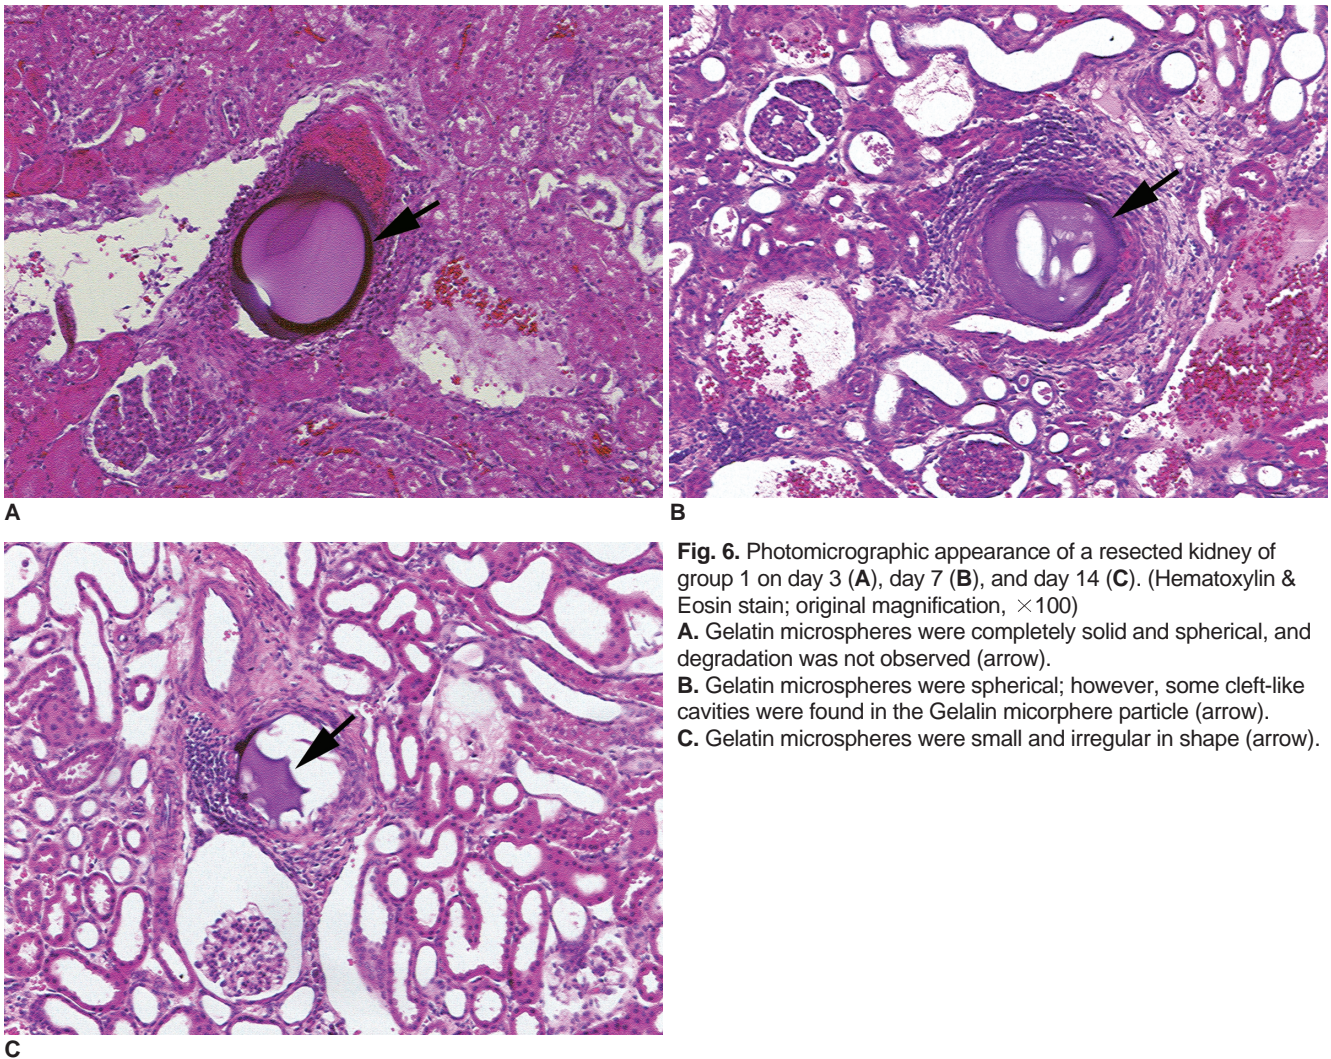 A
B
Fig. 6. Photomicrographic appearance of a resected kidney of
group 1 on day 3 (A), day 7 (B), and day 14 (C). (Hematoxylin &
Eosin stain; original magnification, ×100)
A. Gelatin microspheres were completely solid and spherical, and
degradation was not observed (arrow).
B. Gelatin microspheres were spherical; however, some cleft-like
cavities were found in the Gelalin micorphere particle (arrow).
C. Gelatin microspheres were small and irregular in shape (arrow).
C